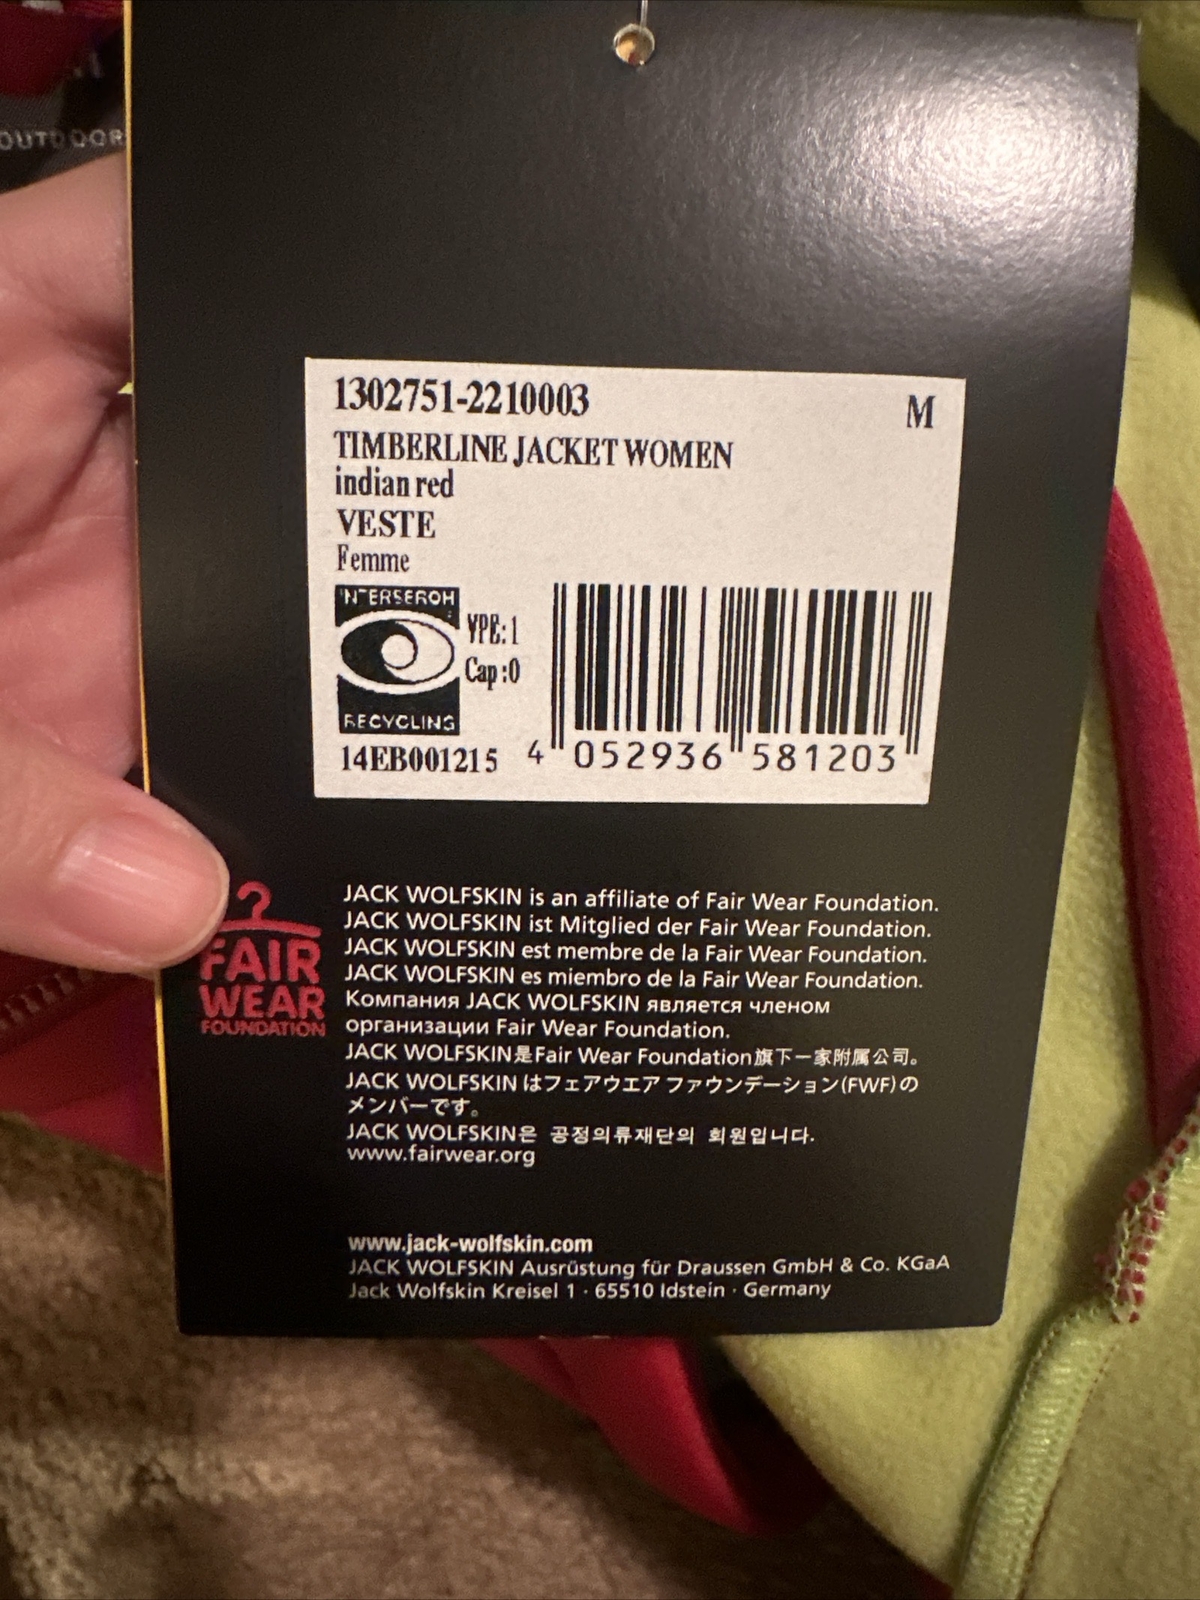 OUTDOOR
1302751-2210003
M
TIMBERLINE JACKET WOMEN
indian red
VESTE
Femme
INTERSEROH
YPE:1
Cap :0
RECYCLING
14EB001215
4 052936 581203
FAIR
WEAR
FOUNDATION
JACK WOLFSKIN is an affiliate of Fair Wear Foundation.
JACK WOLFSKIN ist Mitglied der Fair Wear Foundation.
JACK WOLFSKIN est membre de la Fair Wear Foundation.
JACK WOLFSKIN es miembro de la Fair Wear Foundation.
Компания JACK WOLFSKIN является членом
организации Fair Wear Foundation.
JACK WOLFSKIN是Fair Wear Foundation旗下一家附属公司。
JACK WOLFSKIN はフェアウエア ファウンデーション(FWF)の
メンバーです。
JACK WOLFSKIN은 공정의류재단의 회원입니다.
www.fairwear.org
www.jack-wolfskin.com
JACK WOLFSKIN Ausrüstung für Draussen GmbH & Co. KGaA
Jack Wolfskin Kreisel 1 · 65510 Idstein · Germany